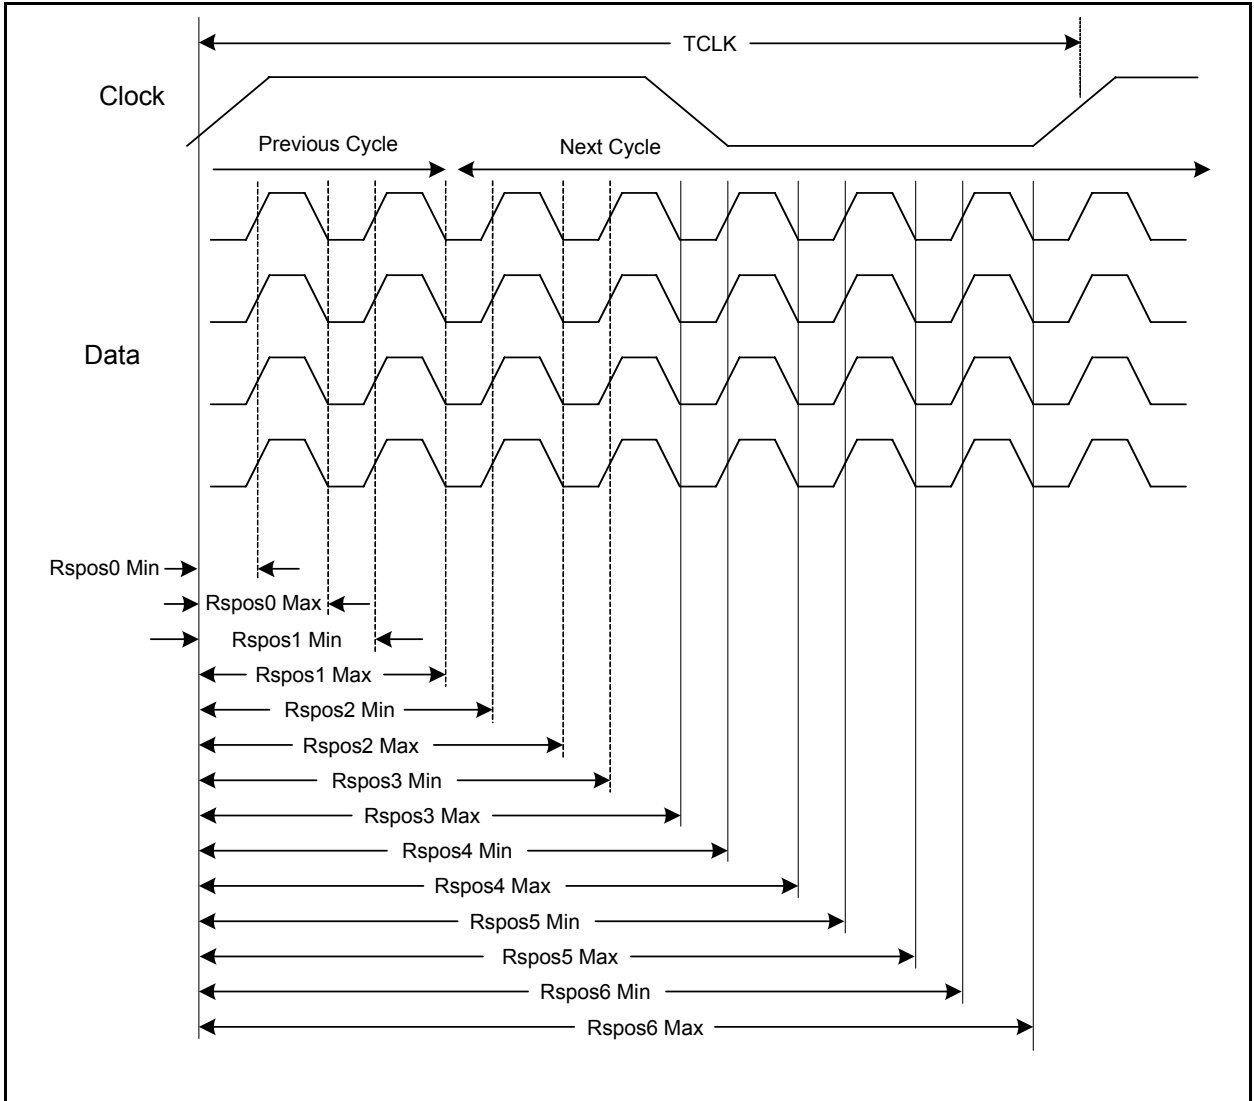 TCLK
Clock
Previous Cycle
Next Cycle
Data
Rspos0 Min
Rspos0 Max
Rspos1 Min
Rspos1 Max
Rspos2 Min
Rspos2 Max
Rspos3 Min
Rspos3 Max
Rspos4 Min
Rspos4 Max
Rspos5 Min
Rspos5 Max
Rspos6 Min
Rspos6 Max